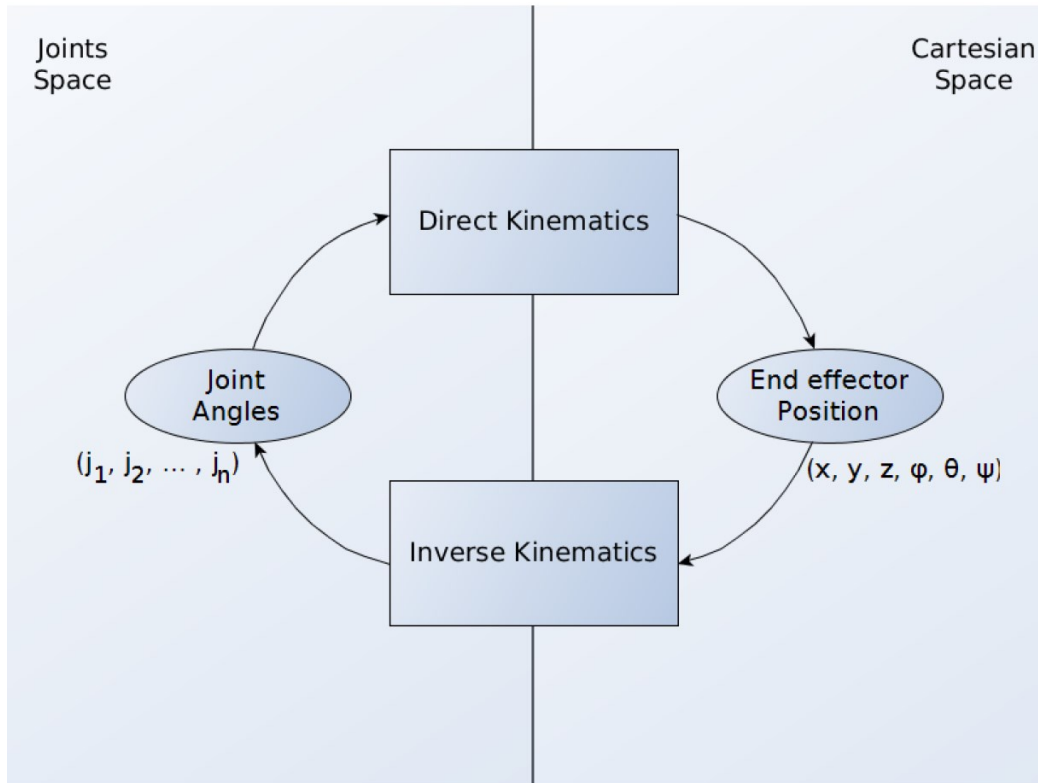 Joints
Space
Cartesian
Space
Direct Kinematics
Joint
Angles
(j₁, j₂, ... , jₙ)
End effector
Position
(x, y, z, φ, θ, ψ)
Inverse Kinematics